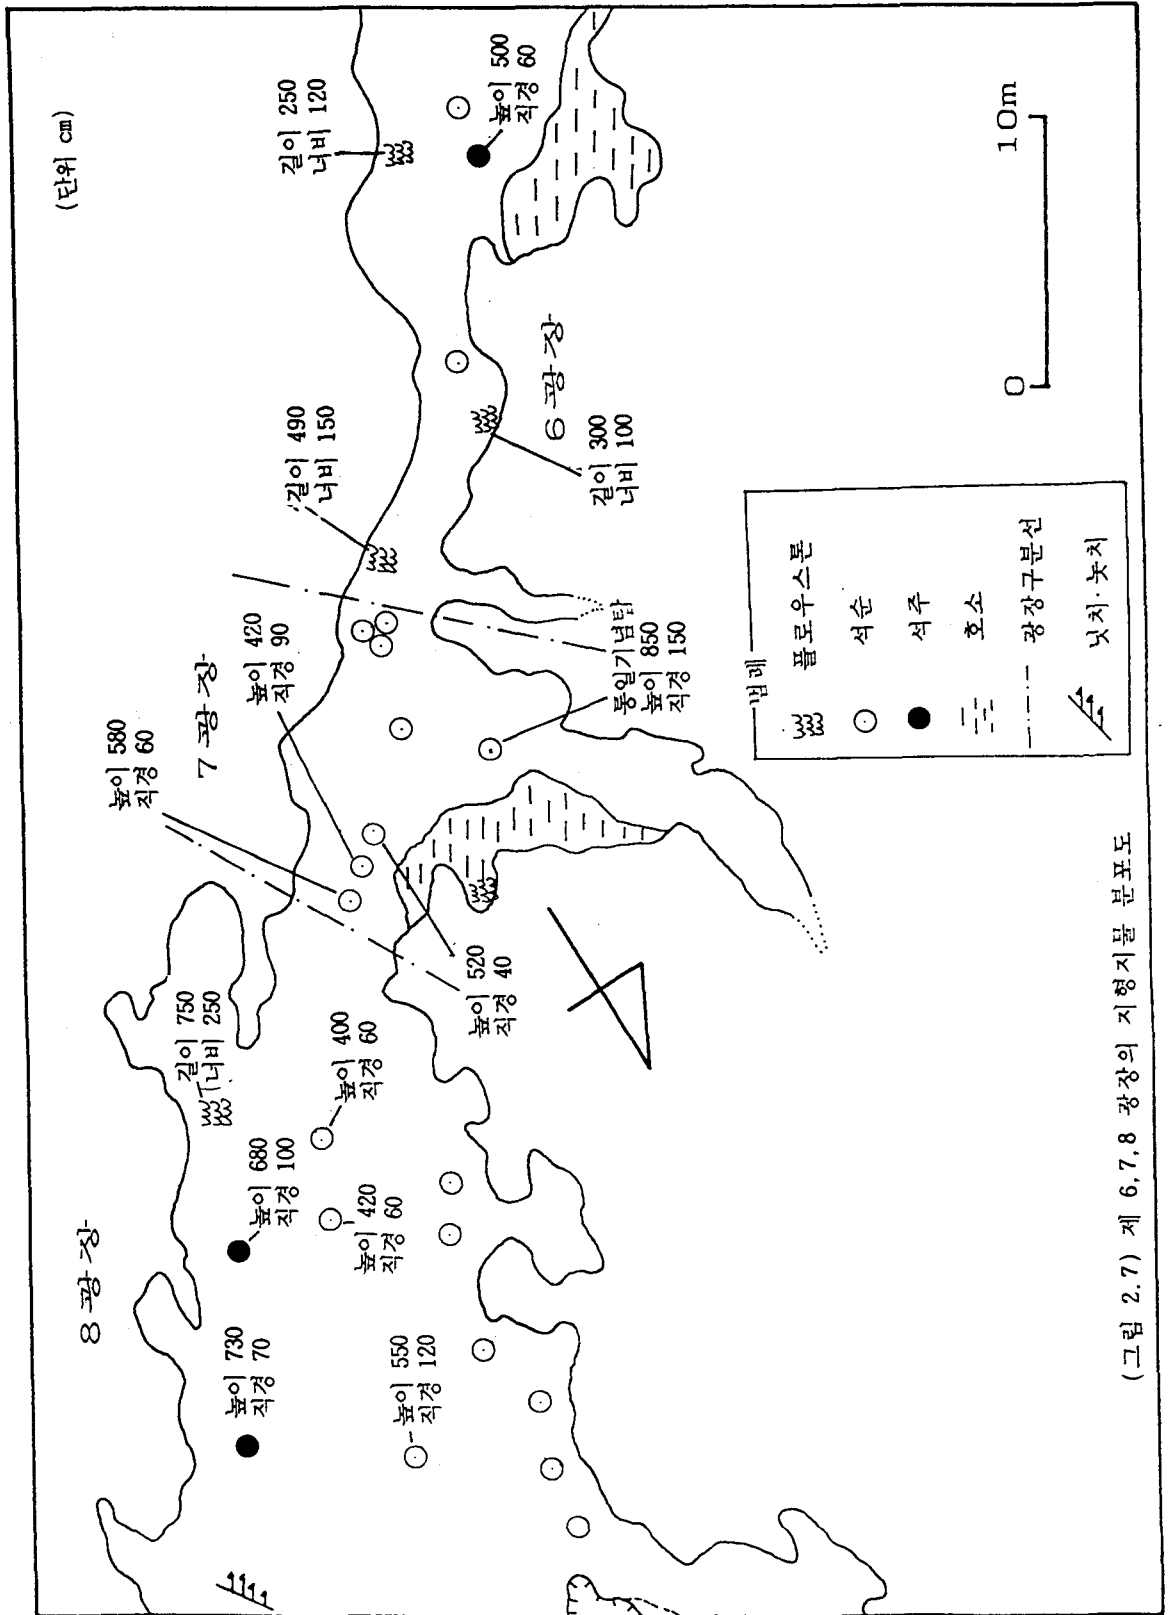 (단위 cm)
8 광장
높이 730
직경 70
높이 680
직경 100
길이 750
너비 250
높이 550
직경 120
높이 420
직경 60
높이 400
직경 60
7 광장
높이 580
직경 60
높이 420
직경 90
높이 520
직경 40
통일기념탑
높이 850
직경 150
길이 490
너비 150
6 광장
길이 300
너비 100
길이 250
너비 120
높이 500
직경 60
범례
플로우스톤
석순
석주
호소
광장구분선
닛치·놋치
0
10m
(그림 2.7) 제 6,7,8 광장의 지형지물 분포도